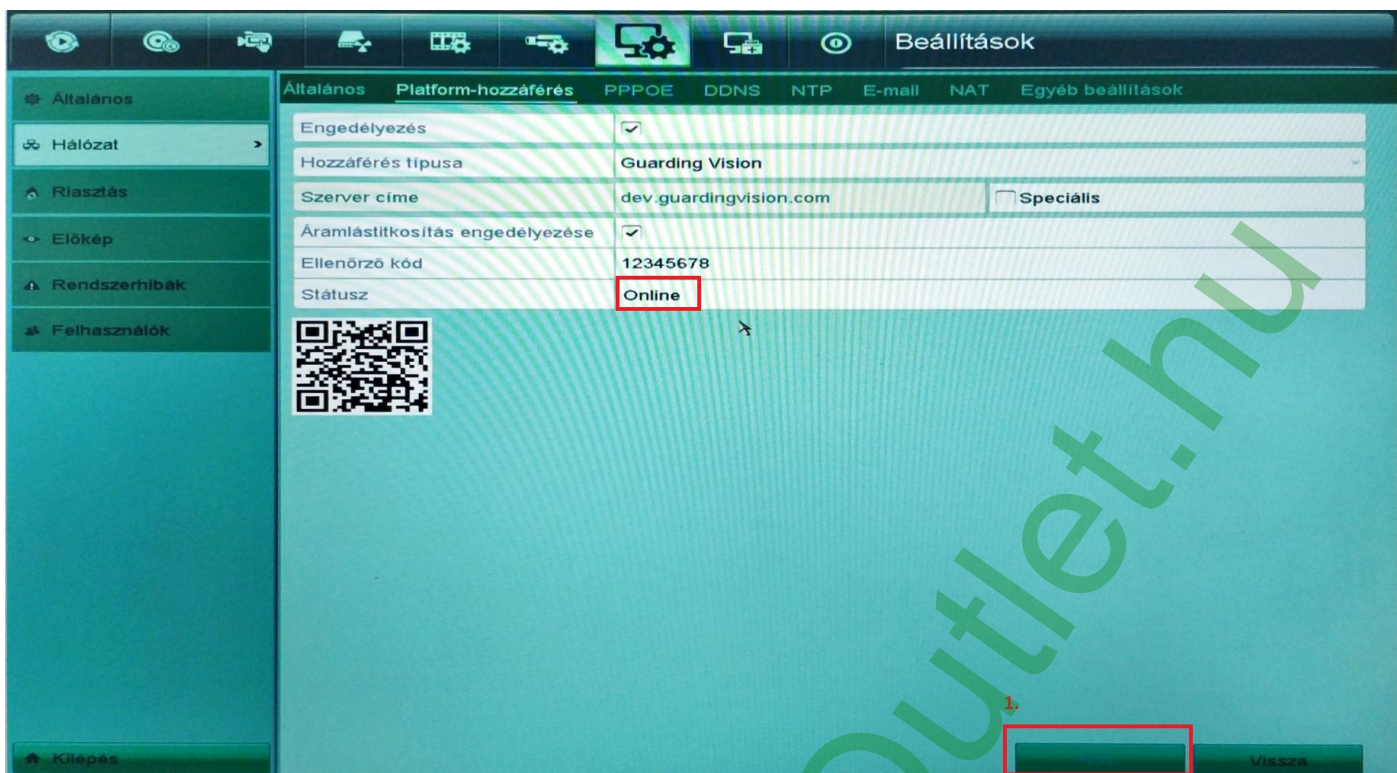 Beállítások
Általános Platform-hozzáférés PPPOE DDNS NTP E-mail NAT Egyéb beállítások
Általános
Hálózat >
Riasztás
Előkép
Rendszerhibák
Felhasználók
Engedélyezés
Hozzáférés típusa Guarding Vision
Szerver címe dev.guardingvision.com Speciális
Áramlástitkosítás engedélyezése
Ellenőrző kód 12345678
Státusz Online
1.
Kilépés Vissza
outlet.hu